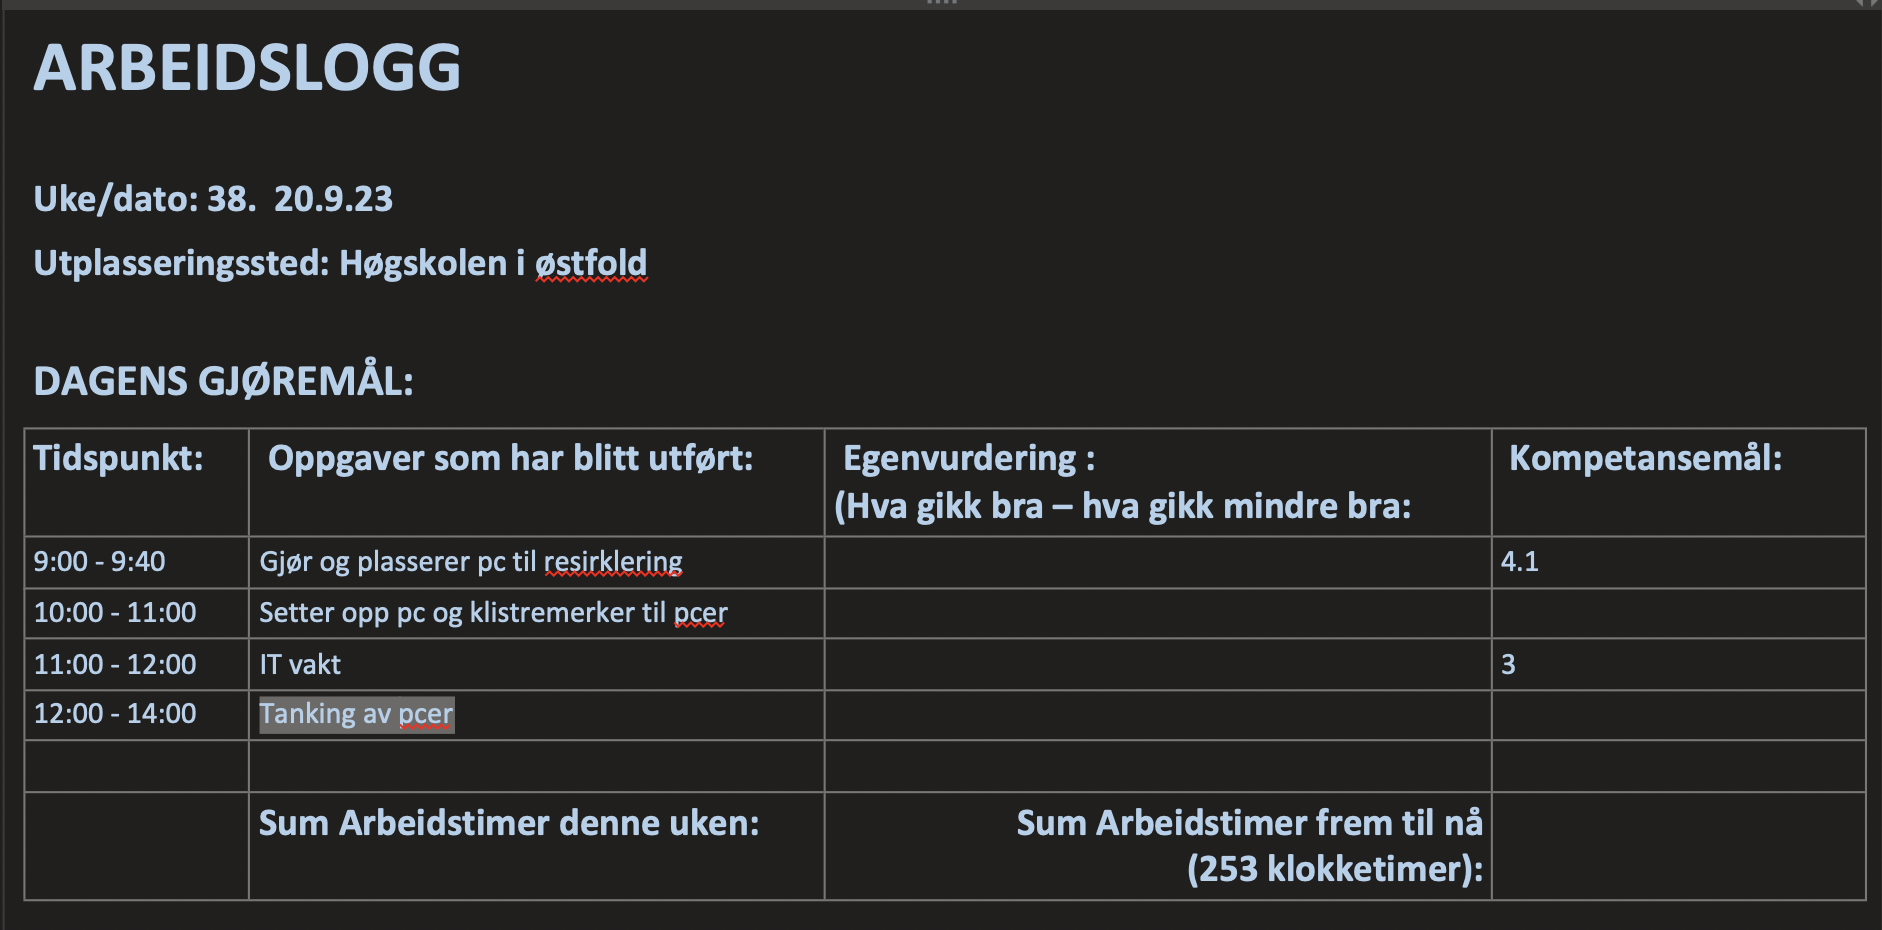 ARBEIDSLOGG
Uke/dato: 38.  20.9.23
Utplasseringssted: Høgskolen i østfold
DAGENS GJØREMÅL:
Tidspunkt:
Oppgaver som har blitt utført:
Egenvurdering :
(Hva gikk bra – hva gikk mindre bra:
Kompetansemål:
9:00 - 9:40
Gjør og plasserer pc til resirklering
4.1
10:00 - 11:00
Setter opp pc og klistremerker til pcer
11:00 - 12:00
IT vakt
3
12:00 - 14:00
Tanking av pcer
Sum Arbeidstimer denne uken:
Sum Arbeidstimer frem til nå
(253 klokketimer):